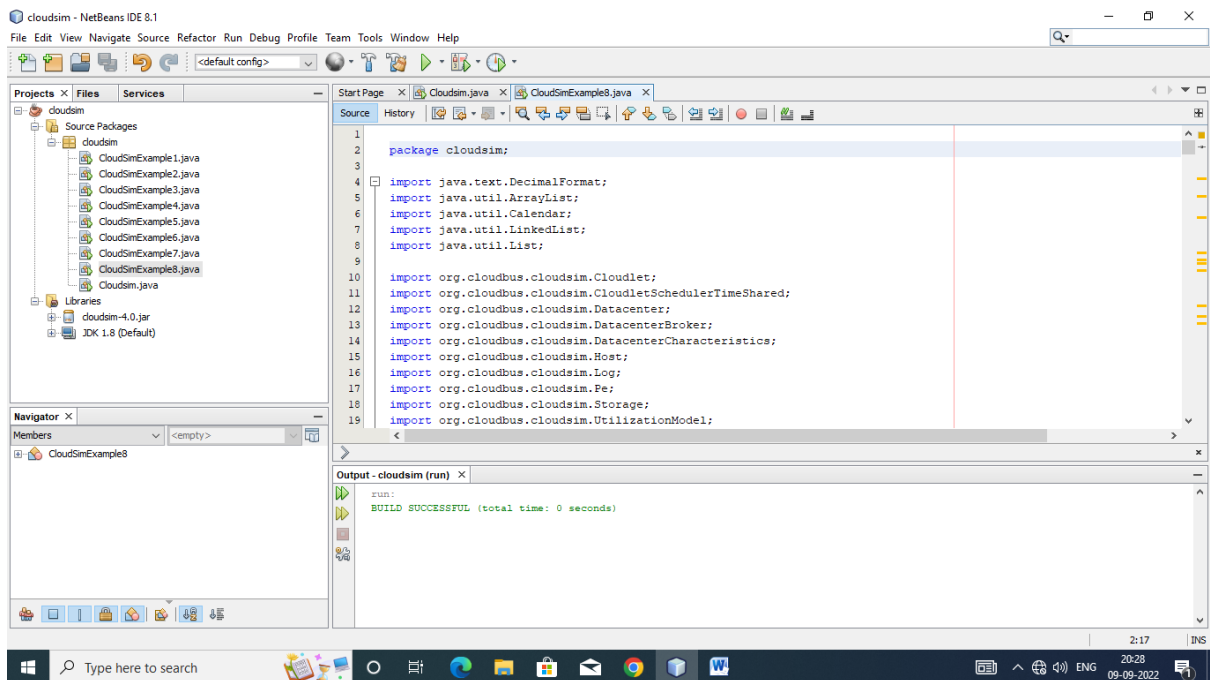 cloudsim - NetBeans IDE 8.1
File Edit View Navigate Source Refactor Run Debug Profile Team Tools Window Help
<default config>
Projects Files Services
cloudsim
Source Packages
cloudsim
CloudSimExample1.java
CloudSimExample2.java
CloudSimExample3.java
CloudSimExample4.java
CloudSimExample5.java
CloudSimExample6.java
CloudSimExample7.java
CloudSimExample8.java
Cloudsim.java
Libraries
cloudsim-4.0.jar
JDK 1.8 (Default)
Navigator
Members <empty>
CloudSimExample8
Start Page Cloudsim.java CloudSimExample8.java
Source History
1
2 package cloudsim;
3
4 import java.text.DecimalFormat;
5 import java.util.ArrayList;
6 import java.util.Calendar;
7 import java.util.LinkedList;
8 import java.util.List;
9
10 import org.cloudbus.cloudsim.Cloudlet;
11 import org.cloudbus.cloudsim.CloudletSchedulerTimeShared;
12 import org.cloudbus.cloudsim.Datacenter;
13 import org.cloudbus.cloudsim.DatacenterBroker;
14 import org.cloudbus.cloudsim.DatacenterCharacteristics;
15 import org.cloudbus.cloudsim.Host;
16 import org.cloudbus.cloudsim.Log;
17 import org.cloudbus.cloudsim.Pe;
18 import org.cloudbus.cloudsim.Storage;
19 import org.cloudbus.cloudsim.UtilizationModel;
Output - cloudsim (run)
run:
BUILD SUCCESSFUL (total time: 0 seconds)
2:17 INS
Type here to search
ENG
20:28
09-09-2022